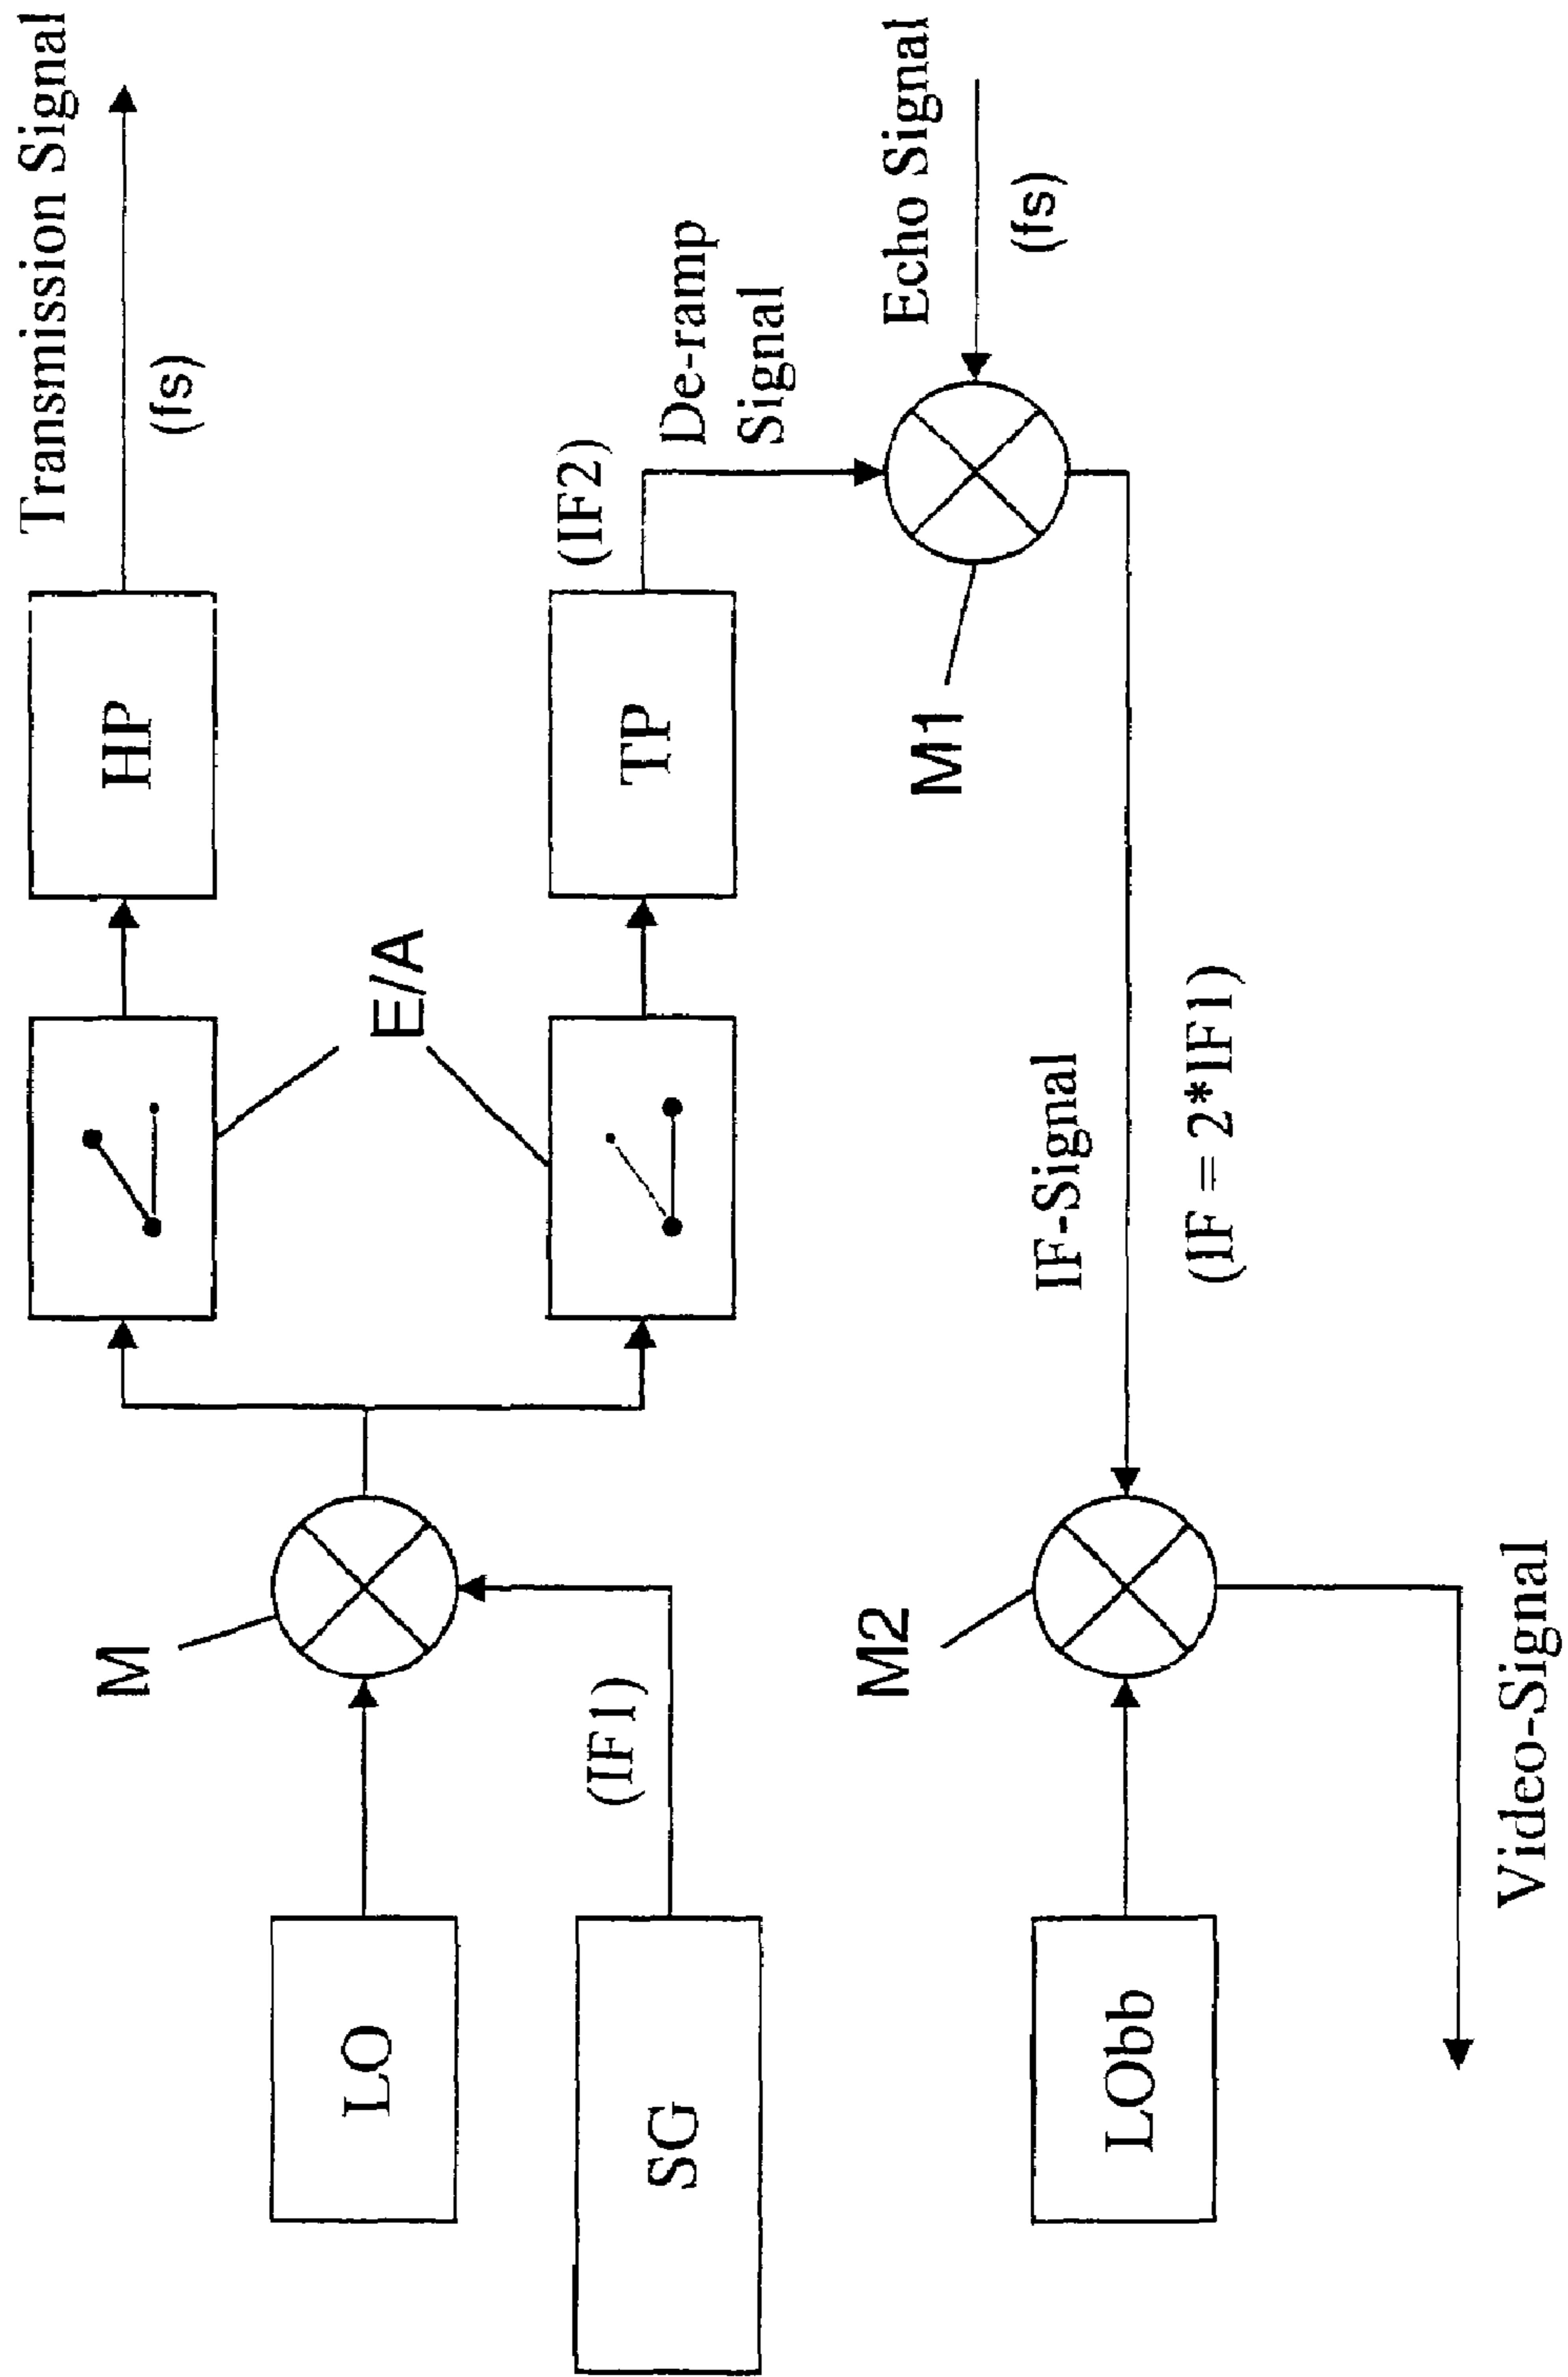 Transmission Signal
(fs)
HP
TP
E/A
(IF2)
De-ramp
Signal
Echo Signal
(fs)
M1
M
LO
(IF1)
SG
IF-Signal
(IF = 2*IF1)
M2
LObb
Video-Signal